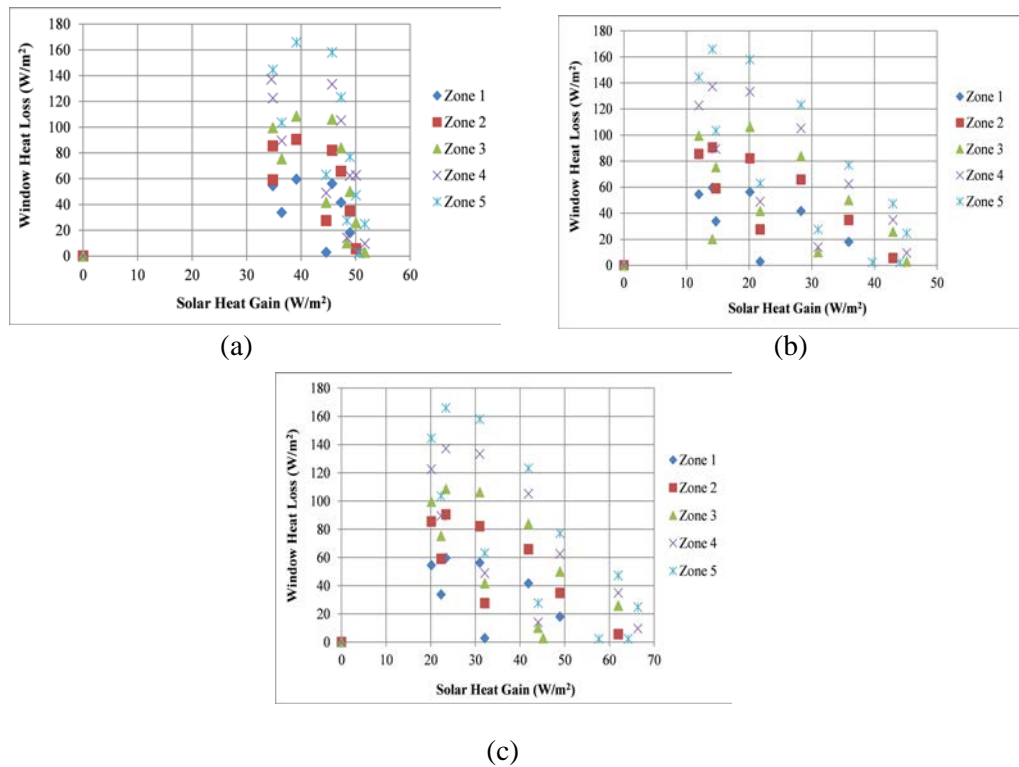 180
160
140
120
100
80
60
40
20
0
Window Heat Loss (W/m²)
0 10 20 30 40 50 60
Solar Heat Gain (W/m²)
Zone 1
Zone 2
Zone 3
Zone 4
Zone 5
(a)
180
160
140
120
100
80
60
40
20
0
Window Heat Loss (W/m²)
0 10 20 30 40 50
Solar Heat Gain (W/m²)
Zone 1
Zone 2
Zone 3
Zone 4
Zone 5
(b)
180
160
140
120
100
80
60
40
20
0
Window Heat Loss (W/m²)
0 10 20 30 40 50 60 70
Solar Heat Gain (W/m²)
Zone 1
Zone 2
Zone 3
Zone 4
Zone 5
(c)